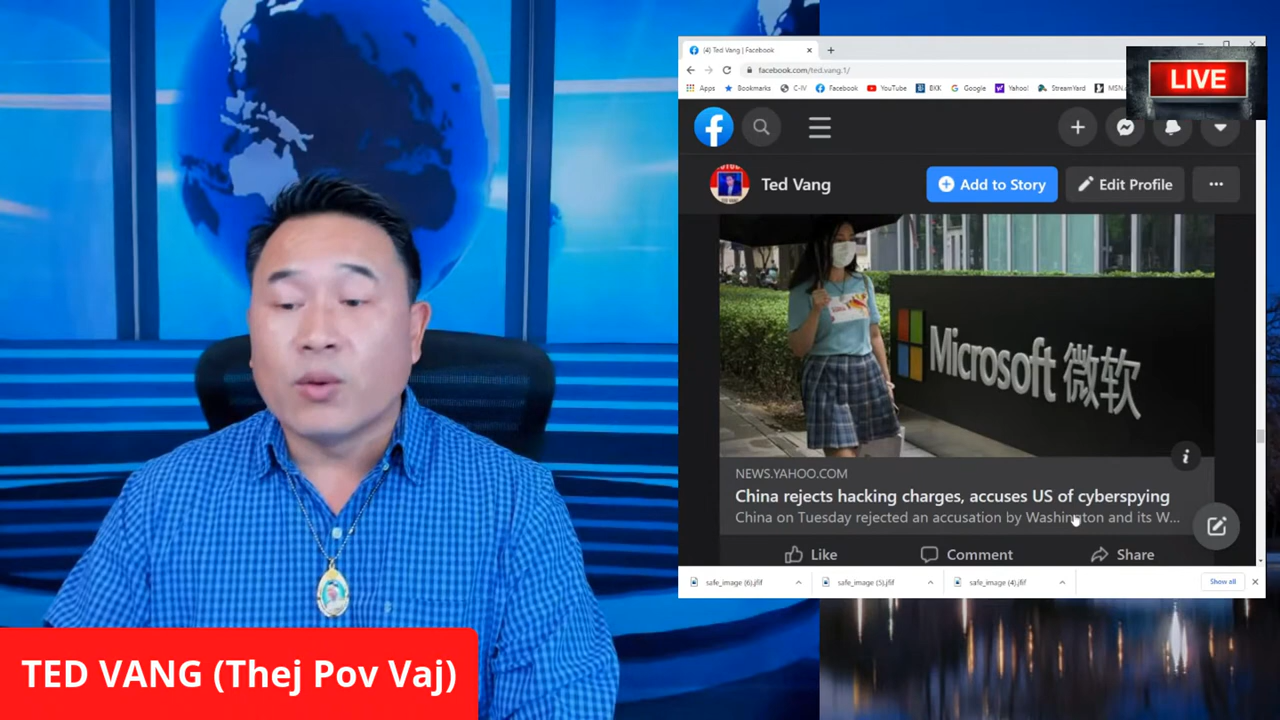 (4) Ted Vang | Facebook
facebook.com/ted.vang.1/
Apps Bookmarks C-IV Facebook YouTube BKK Google Yahoo! StreamYard MSN.c
LIVE
Ted Vang
Add to Story
Edit Profile
Microsoft 微软
NEWS.YAHOO.COM
China rejects hacking charges, accuses US of cyberspying
China on Tuesday rejected an accusation by Washington and its W...
Like Comment Share
safe_image (6).jfif safe_image (5).jfif safe_image (4).jfif Show all
TED VANG (Thej Pov Vaj)